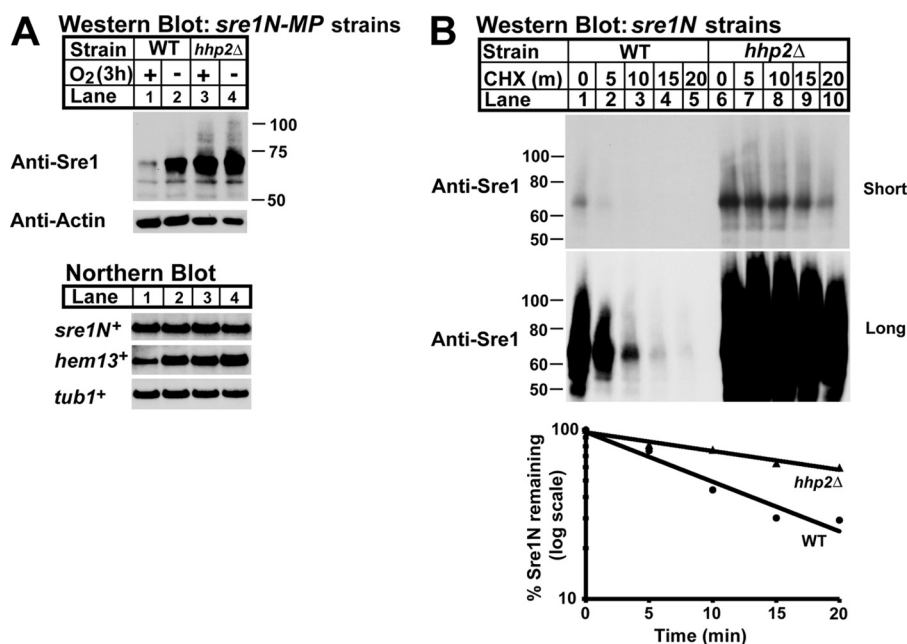 A
Western Blot: sre1N-MP strains
Strain WT hhp2Δ
O2 (3h) + - + -
Lane 1 2 3 4
Anti-Sre1
100
75
50
Anti-Actin
Northern Blot
Lane 1 2 3 4
sre1N+
hem13+
tub1+
B
Western Blot: sre1N strains
Strain WT hhp2Δ
CHX (m) 0 5 10 15 20 0 5 10 15 20
Lane 1 2 3 4 5 6 7 8 9 10
Anti-Sre1
100
80
60
50
Short
Anti-Sre1
100
80
60
50
Long
% Sre1N remaining
(log scale)
100
10
hhp2Δ
WT
0 5 10 15 20
Time (min)